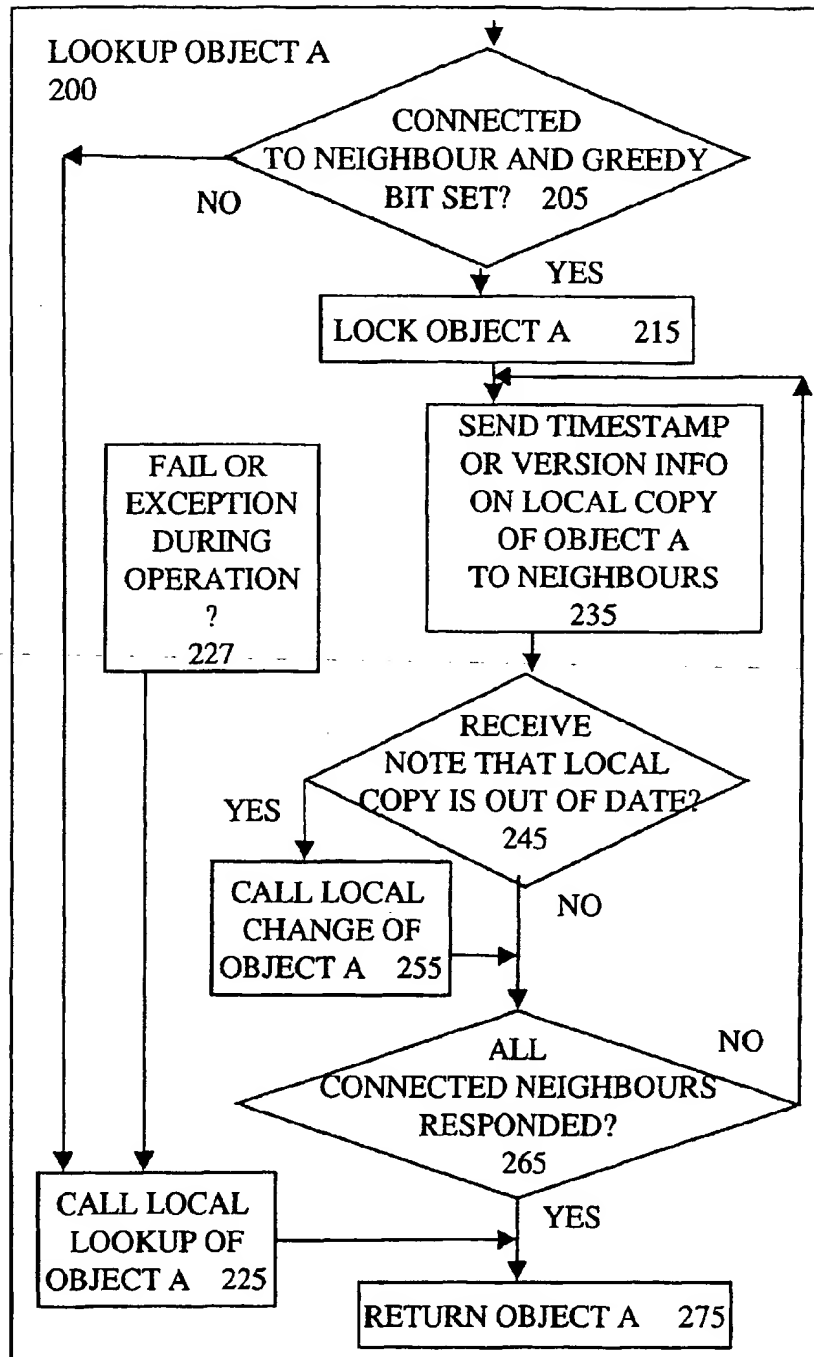 LOOKUP OBJECT A
200
CONNECTED
TO NEIGHBOUR AND GREEDY
BIT SET? 205
NO
YES
LOCK OBJECT A 215
SEND TIMESTAMP
OR VERSION INFO
ON LOCAL COPY
OF OBJECT A
TO NEIGHBOURS
235
FAIL OR
EXCEPTION
DURING
OPERATION
?
227
RECEIVE
NOTE THAT LOCAL
COPY IS OUT OF DATE?
245
YES
NO
CALL LOCAL
CHANGE OF
OBJECT A 255
ALL
CONNECTED NEIGHBOURS
RESPONDED?
265
NO
YES
CALL LOCAL
LOOKUP OF
OBJECT A 225
RETURN OBJECT A 275